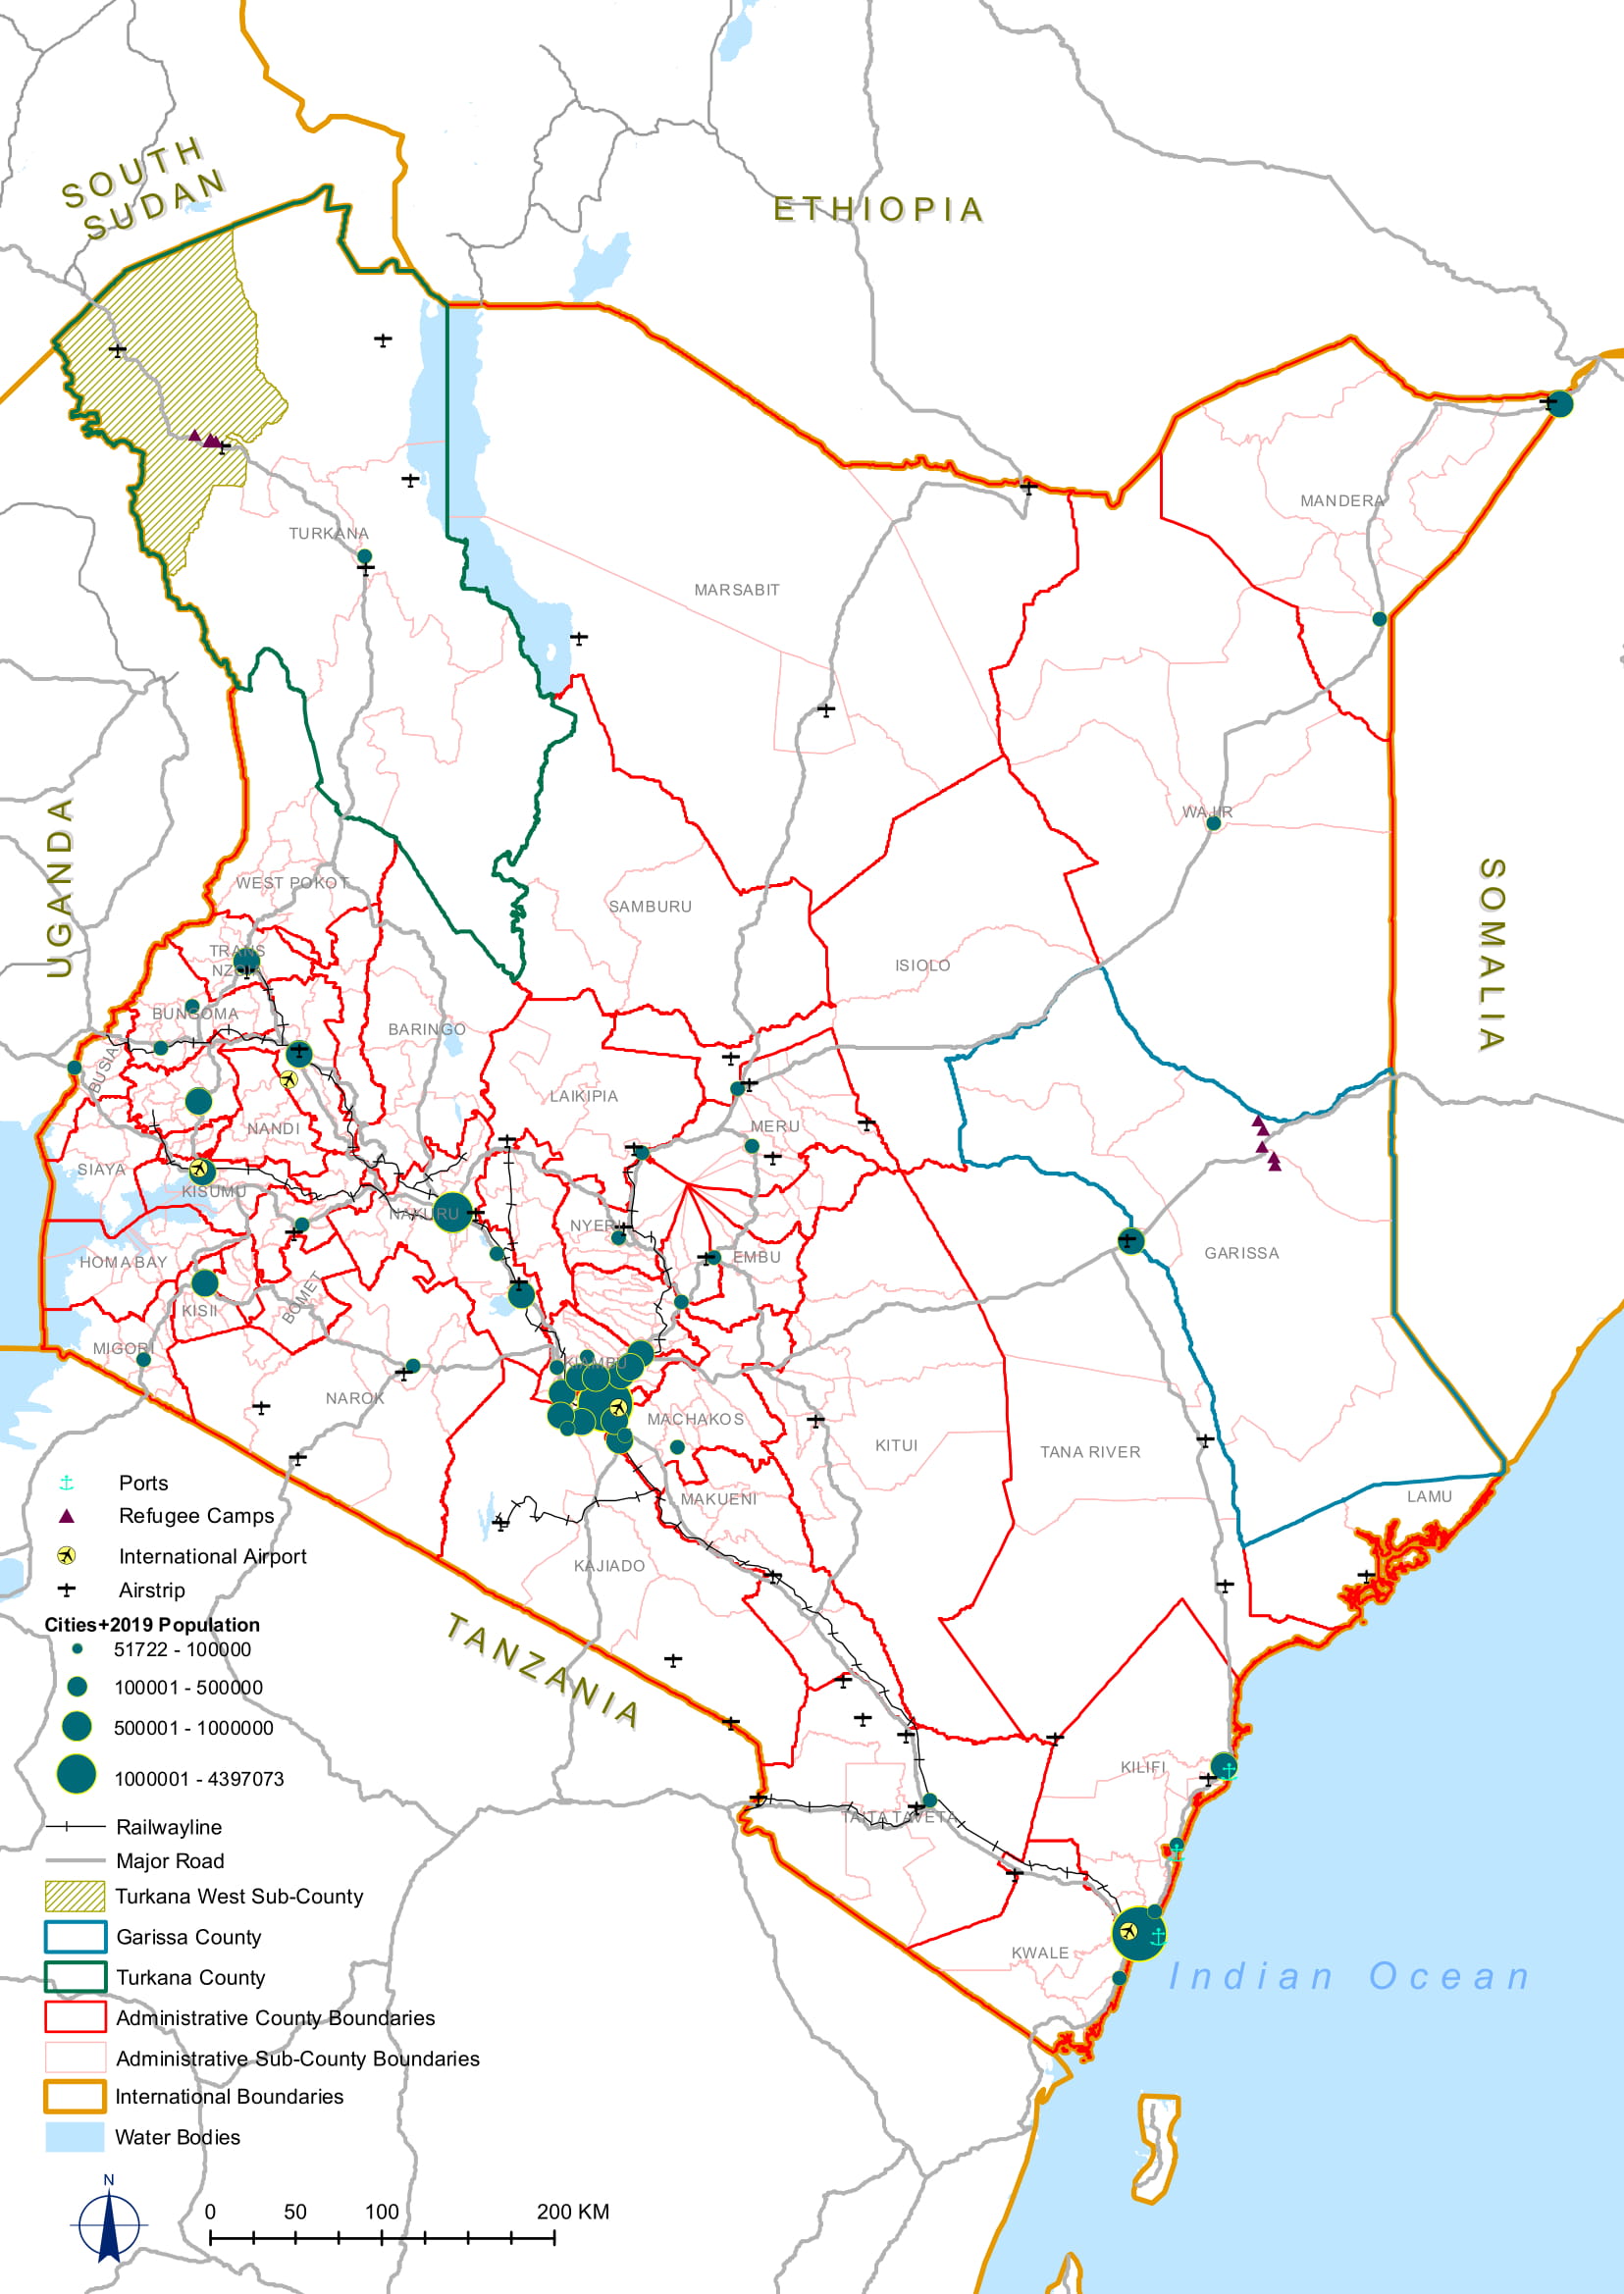 SOUTH
SUDAN
ETHIOPIA
MANDERA
TURKANA
MARSABIT
UGANDA
WAJIR
SOMALIA
WEST POKOT
SAMBURU
TRANS
NZOIA
ISIOLO
BUNGOMA
BARINGO
BUSIA
LAIKIPIA
NANDI
MERU
SIAYA
KISUMU
NAKURU
NYERI
HOMA BAY
EMBU
GARISSA
BOMET
KISII
MIGORI
KIAMBU
NAROK
MACHAKOS
KITUI
TANA RIVER
MAKUENI
LAMU
KAJIADO
TANZANIA
KILIFI
TAITA TAVETA
KWALE
Indian Ocean
Ports
Refugee Camps
International Airport
Airstrip
Cities+2019 Population
51722 - 100000
100001 - 500000
500001 - 1000000
1000001 - 4397073
Railwayline
Major Road
Turkana West Sub-County
Garissa County
Turkana County
Administrative County Boundaries
Administrative Sub-County Boundaries
International Boundaries
Water Bodies
N
0 50 100 200 KM